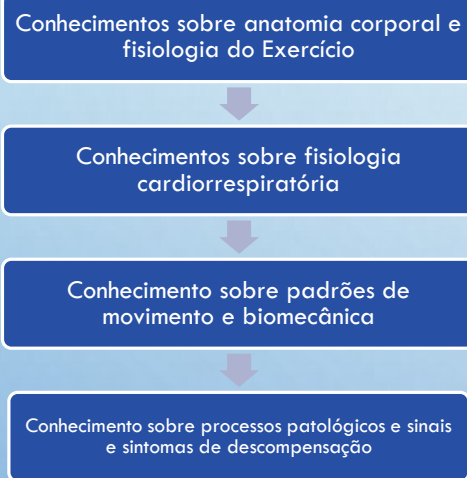 Conhecimentos sobre anatomia corporal e
fisiologia do Exercício
Conhecimentos sobre fisiologia
cardiorrespiratória
Conhecimento sobre padrões de
movimento e biomecânica
Conhecimento sobre processos patológicos e sinais
e sintomas de descompensação